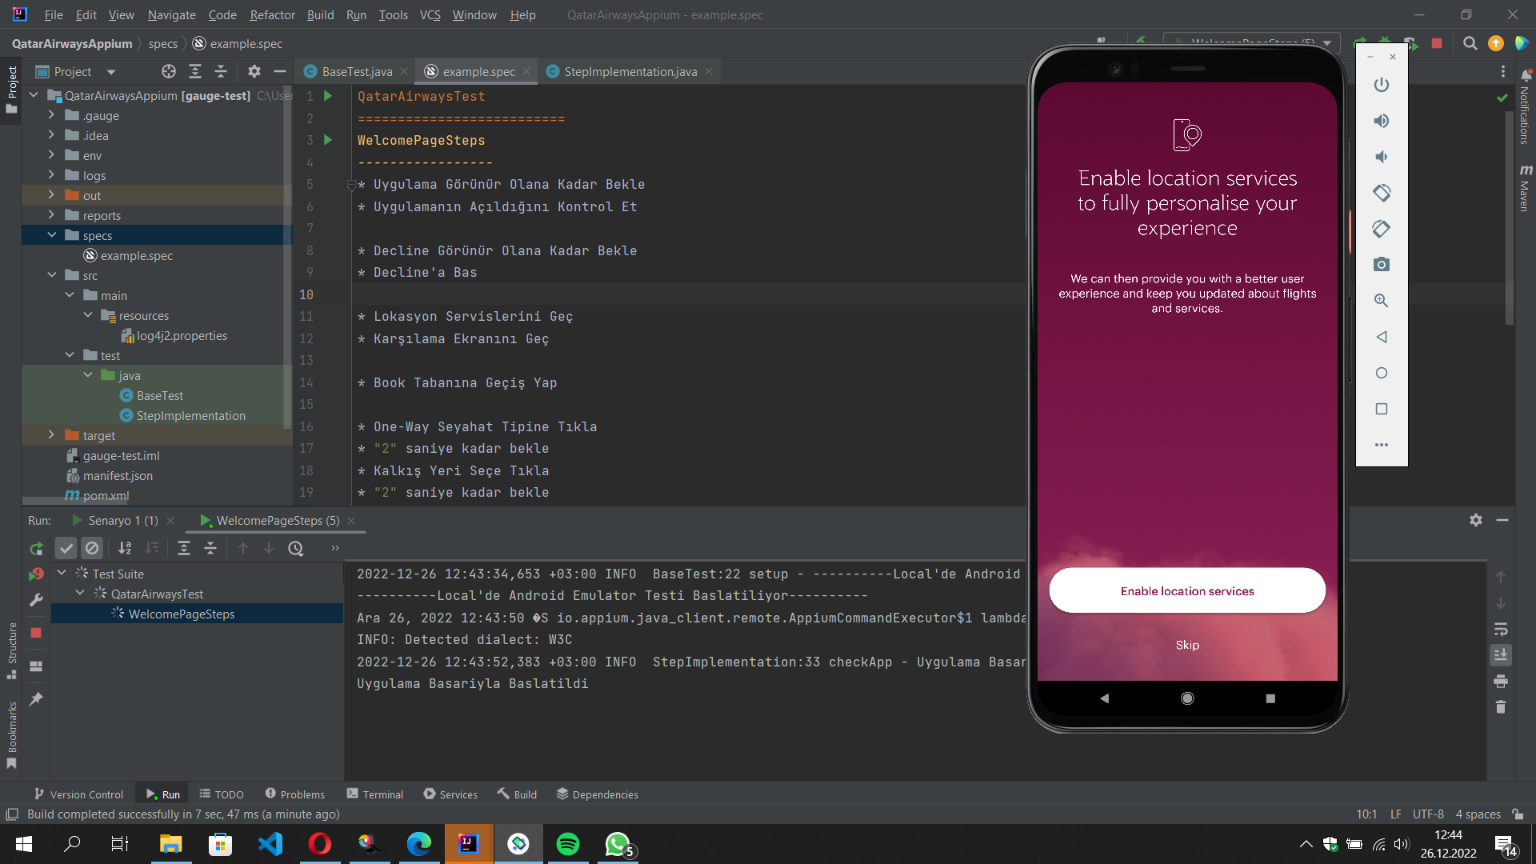 File Edit View Navigate Code Refactor Build Run Tools VCS Window Help QatarAirwaysAppium - example.spec
QatarAirwaysAppium specs example.spec
WelcomePageSteps (5)
Project
BaseTest.java example.spec StepImplementation.java
QatarAirwaysAppium [gauge-test] C:\User
.gauge
.idea
env
logs
out
reports
specs
example.spec
src
main
resources
log4j2.properties
test
java
BaseTest
StepImplementation
target
gauge-test.iml
manifest.json
pom.xml
Project
Structure
Bookmarks
Notifications
Maven
1 QatarAirwaysTest
2 ==========================
3 WelcomePageSteps
4 -----------------
5 * Uygulama Görünür Olana Kadar Bekle
6 * Uygulamanın Açıldığını Kontrol Et
7
8 * Decline Görünür Olana Kadar Bekle
9 * Decline'a Bas
10
11 * Lokasyon Servislerini Geç
12 * Karşılama Ekranını Geç
13
14 * Book Tabanına Geçiş Yap
15
16 * One-Way Seyahat Tipine Tıkla
17 * "2" saniye kadar bekle
18 * Kalkış Yeri Seçe Tıkla
19 * "2" saniye kadar bekle
Enable location services
to fully personalise your
experience
We can then provide you with a better user
experience and keep you updated about flights
and services.
Enable location services
Skip
Run: Senaryo 1 (1) WelcomePageSteps (5)
Test Suite
QatarAirwaysTest
WelcomePageSteps
2022-12-26 12:43:34,653 +03:00 INFO BaseTest:22 setup - ----------Local'de Android
----------Local'de Android Emulator Testi Baslatiliyor----------
Ara 26, 2022 12:43:50 �S io.appium.java_client.remote.AppiumCommandExecutor$1 lambda
INFO: Detected dialect: W3C
2022-12-26 12:43:52,383 +03:00 INFO StepImplementation:33 checkApp - Uygulama Basar
Uygulama Basariyla Baslatildi
Version Control Run TODO Problems Terminal Services Build Dependencies
Build completed successfully in 7 sec, 47 ms (a minute ago) 10:1 LF UTF-8 4 spaces
5
12:44
26.12.2022
14